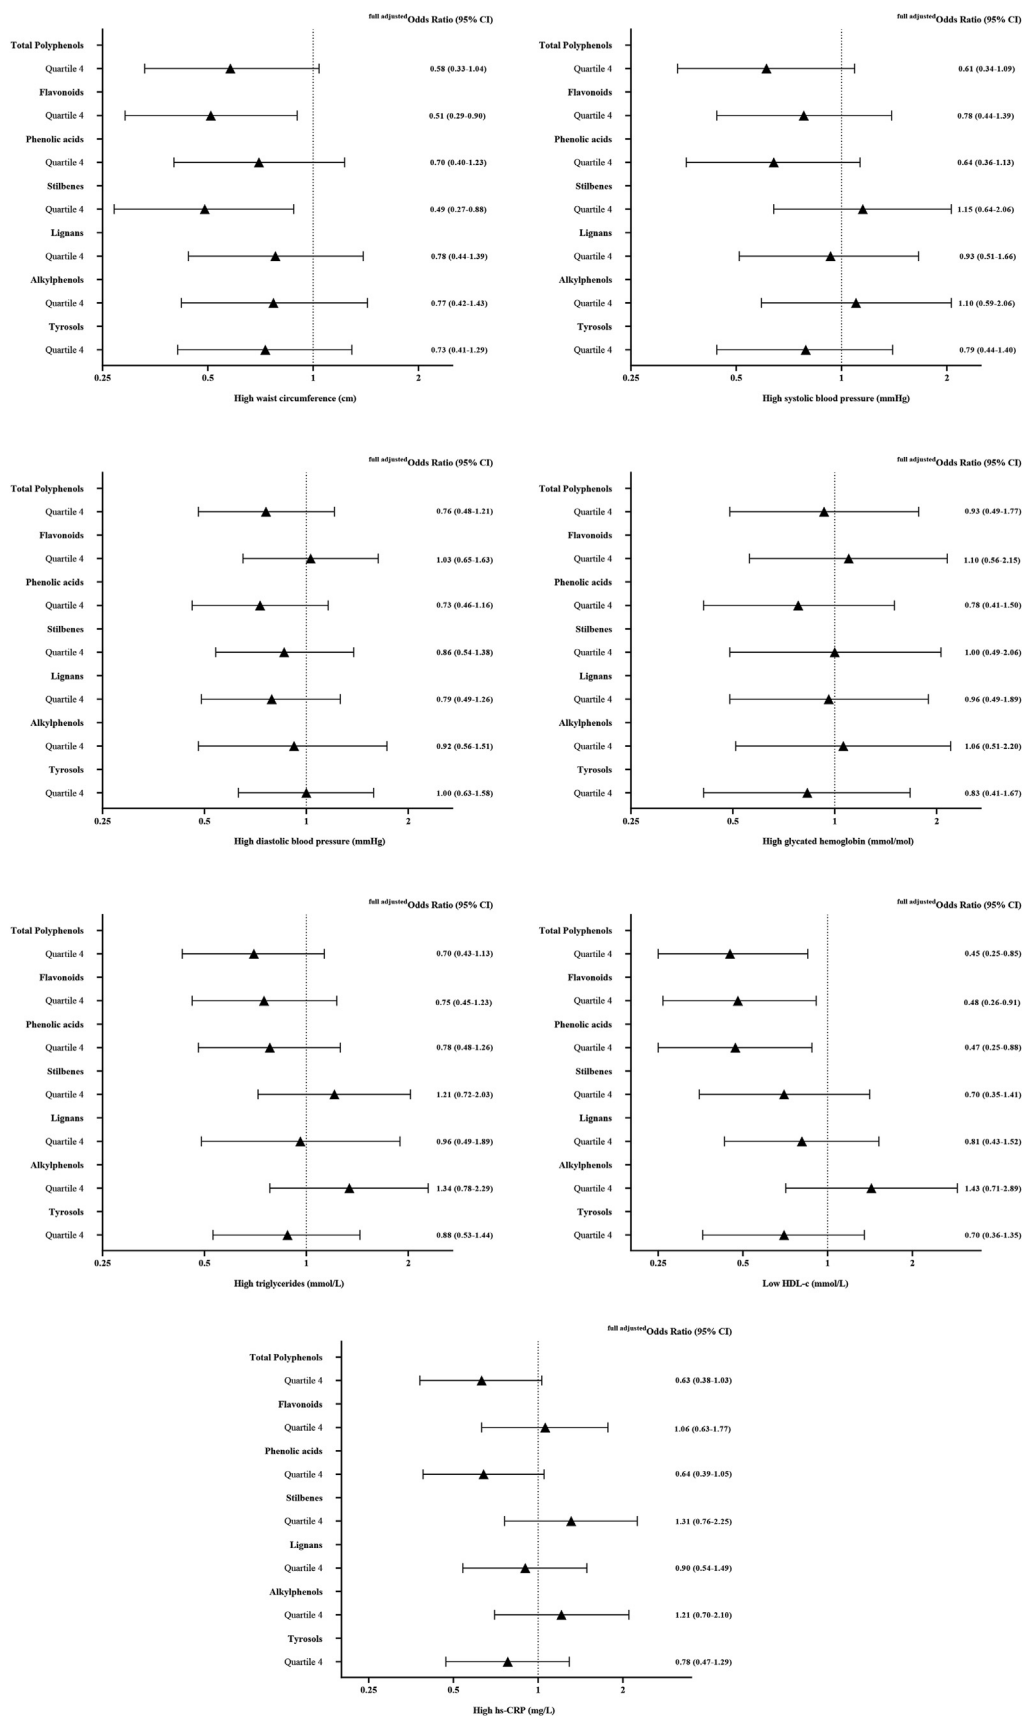 full adjusted Odds Ratio (95% CI)
Total Polyphenols
Quartile 4 0.58 (0.33-1.04)
Flavonoids
Quartile 4 0.51 (0.29-0.90)
Phenolic acids
Quartile 4 0.70 (0.40-1.23)
Stilbenes
Quartile 4 0.49 (0.27-0.88)
Lignans
Quartile 4 0.78 (0.44-1.39)
Alkylphenols
Quartile 4 0.77 (0.42-1.43)
Tyrosols
Quartile 4 0.73 (0.41-1.29)
0.25 0.5 1 2
High waist circumference (cm)
full adjusted Odds Ratio (95% CI)
Total Polyphenols
Quartile 4 0.61 (0.34-1.09)
Flavonoids
Quartile 4 0.78 (0.44-1.39)
Phenolic acids
Quartile 4 0.64 (0.36-1.13)
Stilbenes
Quartile 4 1.15 (0.64-2.06)
Lignans
Quartile 4 0.93 (0.51-1.66)
Alkylphenols
Quartile 4 1.10 (0.59-2.06)
Tyrosols
Quartile 4 0.79 (0.44-1.40)
0.25 0.5 1 2
High systolic blood pressure (mmHg)
full adjusted Odds Ratio (95% CI)
Total Polyphenols
Quartile 4 0.76 (0.48-1.21)
Flavonoids
Quartile 4 1.03 (0.65-1.63)
Phenolic acids
Quartile 4 0.73 (0.46-1.16)
Stilbenes
Quartile 4 0.86 (0.54-1.38)
Lignans
Quartile 4 0.79 (0.49-1.26)
Alkylphenols
Quartile 4 0.92 (0.56-1.51)
Tyrosols
Quartile 4 1.00 (0.63-1.58)
0.25 0.5 1 2
High diastolic blood pressure (mmHg)
full adjusted Odds Ratio (95% CI)
Total Polyphenols
Quartile 4 0.93 (0.49-1.77)
Flavonoids
Quartile 4 1.10 (0.56-2.15)
Phenolic acids
Quartile 4 0.78 (0.41-1.50)
Stilbenes
Quartile 4 1.00 (0.49-2.06)
Lignans
Quartile 4 0.96 (0.49-1.89)
Alkylphenols
Quartile 4 1.06 (0.51-2.20)
Tyrosols
Quartile 4 0.83 (0.41-1.67)
0.25 0.5 1 2
High glycated hemoglobin (mmol/mol)
full adjusted Odds Ratio (95% CI)
Total Polyphenols
Quartile 4 0.70 (0.43-1.13)
Flavonoids
Quartile 4 0.75 (0.45-1.23)
Phenolic acids
Quartile 4 0.78 (0.48-1.26)
Stilbenes
Quartile 4 1.21 (0.72-2.03)
Lignans
Quartile 4 0.96 (0.49-1.89)
Alkylphenols
Quartile 4 1.34 (0.78-2.29)
Tyrosols
Quartile 4 0.88 (0.53-1.44)
0.25 0.5 1 2
High triglycerides (mmol/L)
full adjusted Odds Ratio (95% CI)
Total Polyphenols
Quartile 4 0.45 (0.25-0.85)
Flavonoids
Quartile 4 0.48 (0.26-0.91)
Phenolic acids
Quartile 4 0.47 (0.25-0.88)
Stilbenes
Quartile 4 0.70 (0.35-1.41)
Lignans
Quartile 4 0.81 (0.43-1.52)
Alkylphenols
Quartile 4 1.43 (0.71-2.89)
Tyrosols
Quartile 4 0.70 (0.36-1.35)
0.25 0.5 1 2
Low HDL-c (mmol/L)
full adjusted Odds Ratio (95% CI)
Total Polyphenols
Quartile 4 0.63 (0.38-1.03)
Flavonoids
Quartile 4 1.06 (0.63-1.77)
Phenolic acids
Quartile 4 0.64 (0.39-1.05)
Stilbenes
Quartile 4 1.31 (0.76-2.25)
Lignans
Quartile 4 0.90 (0.54-1.49)
Alkylphenols
Quartile 4 1.21 (0.70-2.10)
Tyrosols
Quartile 4 0.78 (0.47-1.29)
0.25 0.5 1 2
High hs-CRP (mg/L)